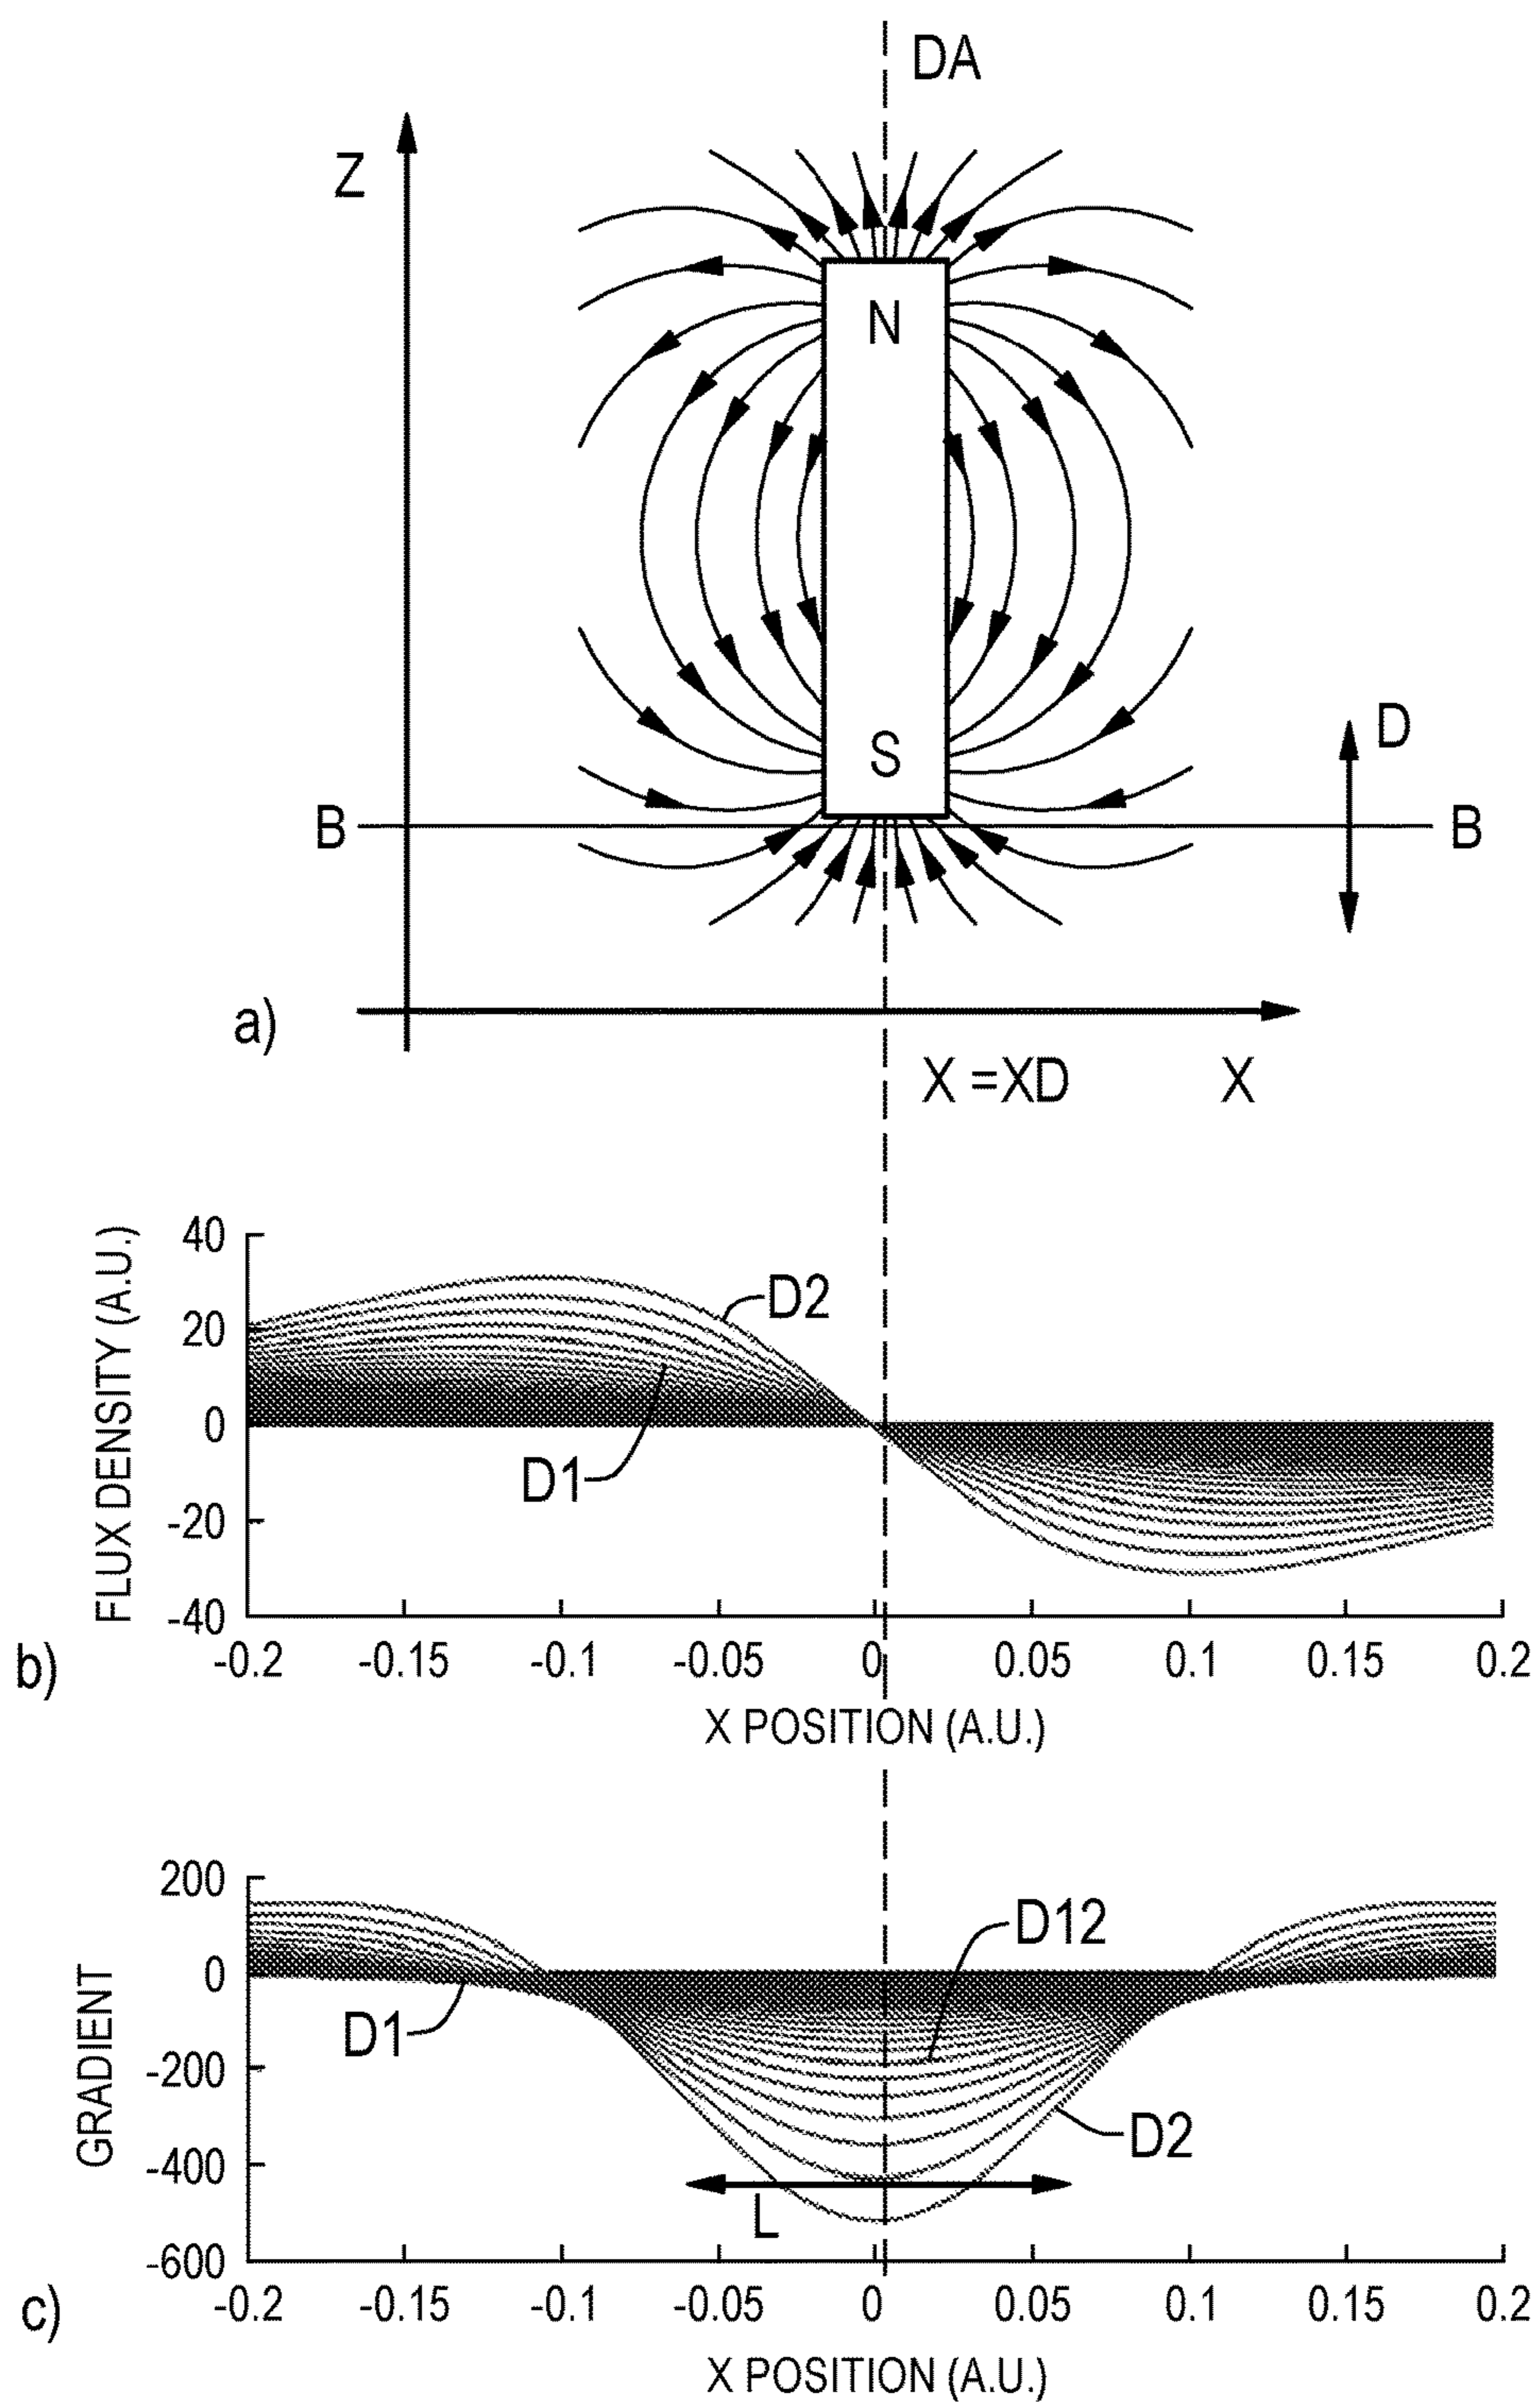 DA
Z
N
S
D
B
B
a)
X =XD
X
FLUX DENSITY (A.U.)
40
20
0
-20
-40
D2
D1
b)
-0.2 -0.15 -0.1 -0.05 0 0.05 0.1 0.15 0.2
X POSITION (A.U.)
GRADIENT
200
0
-200
-400
-600
D12
D1
D2
L
c)
-0.2 -0.15 -0.1 -0.05 0 0.05 0.1 0.15 0.2
X POSITION (A.U.)